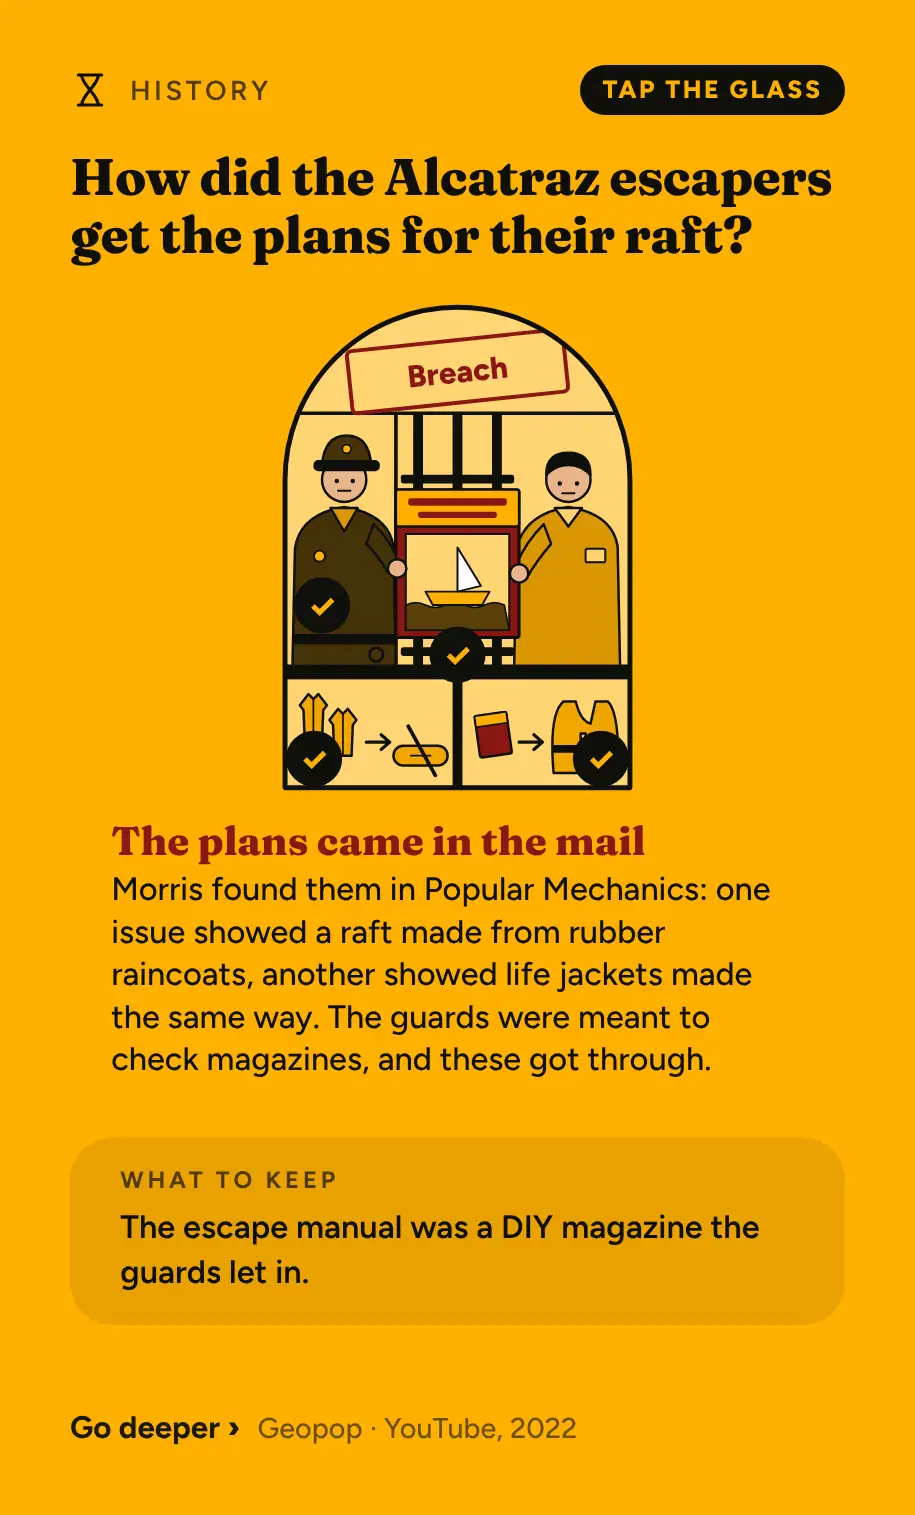 HISTORY
TAP THE GLASS
How did the Alcatraz escapers
get the plans for their raft?
Breach
The plans came in the mail
Morris found them in Popular Mechanics: one
issue showed a raft made from rubber
raincoats, another showed life jackets made
the same way. The guards were meant to
check magazines, and these got through.
WHAT TO KEEP
The escape manual was a DIY magazine the
guards let in.
Go deeper › Geopop · YouTube, 2022